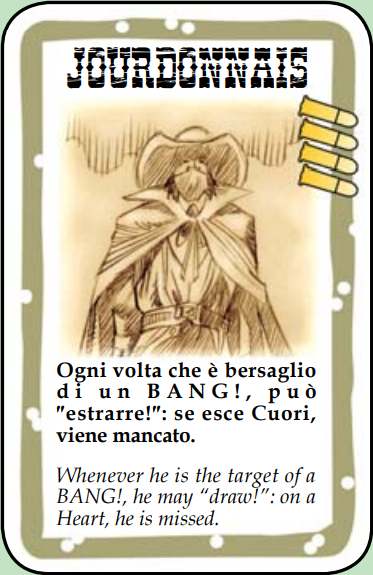 JOURDONNAIS
Ogni volta che è bersaglio
di un BANG!, può
"estrarre!": se esce Cuori,
viene mancato.
Whenever he is the target of a
BANG!, he may “draw!”: on a
Heart, he is missed.